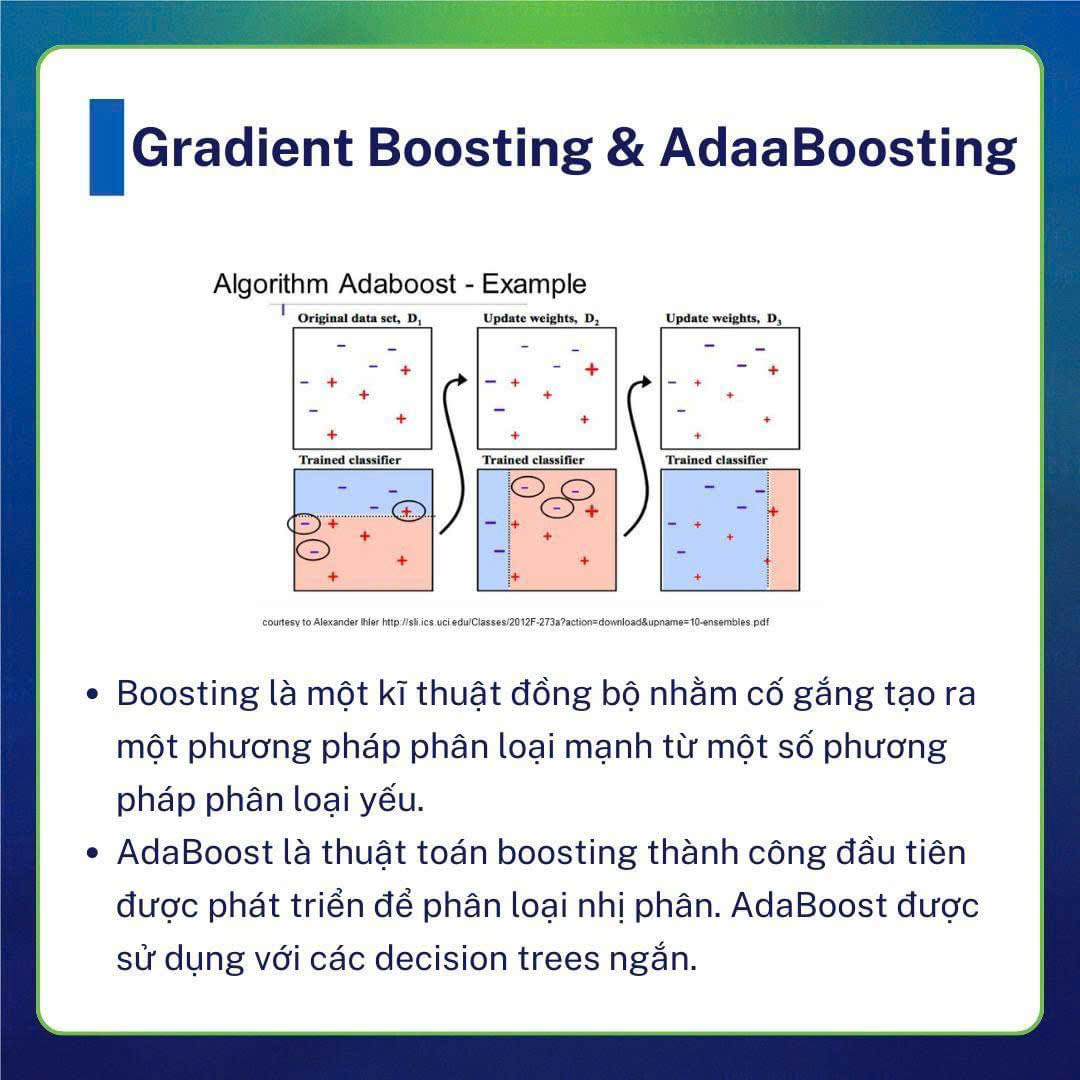 Gradient Boosting & AdaaBoosting
Algorithm Adaboost - Example
Original data set, D₁
Update weights, D₂
Update weights, D₃
Trained classifier
Trained classifier
Trained classifier
courtesy to Alexander Ihler http://sli.ics.uci.edu/Classes/2012F-273a?action=download&upname=10-ensembles.pdf
• Boosting là một kĩ thuật đồng bộ nhằm cố gắng tạo ra
một phương pháp phân loại mạnh từ một số phương
pháp phân loại yếu.
• AdaBoost là thuật toán boosting thành công đầu tiên
được phát triển để phân loại nhị phân. AdaBoost được
sử dụng với các decision trees ngắn.